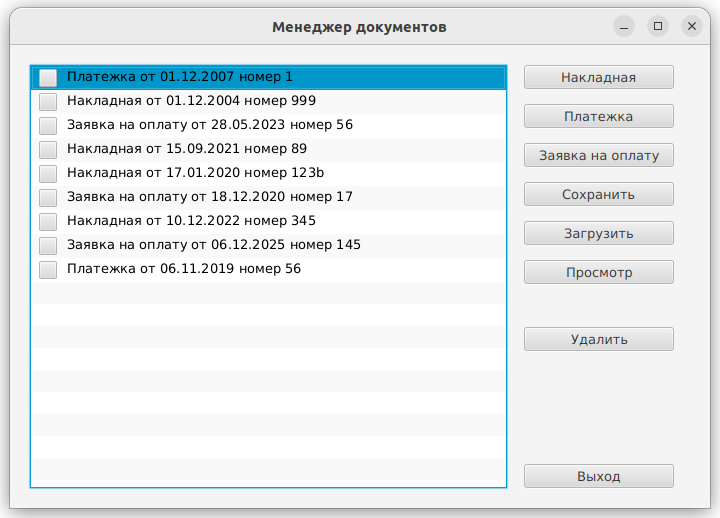 Менеджер документов
Платежка от 01.12.2007 номер 1
Накладная от 01.12.2004 номер 999
Заявка на оплату от 28.05.2023 номер 56
Накладная от 15.09.2021 номер 89
Накладная от 17.01.2020 номер 123b
Заявка на оплату от 18.12.2020 номер 17
Накладная от 10.12.2022 номер 345
Заявка на оплату от 06.12.2025 номер 145
Платежка от 06.11.2019 номер 56
Накладная
Платежка
Заявка на оплату
Сохранить
Загрузить
Просмотр
Удалить
Выход